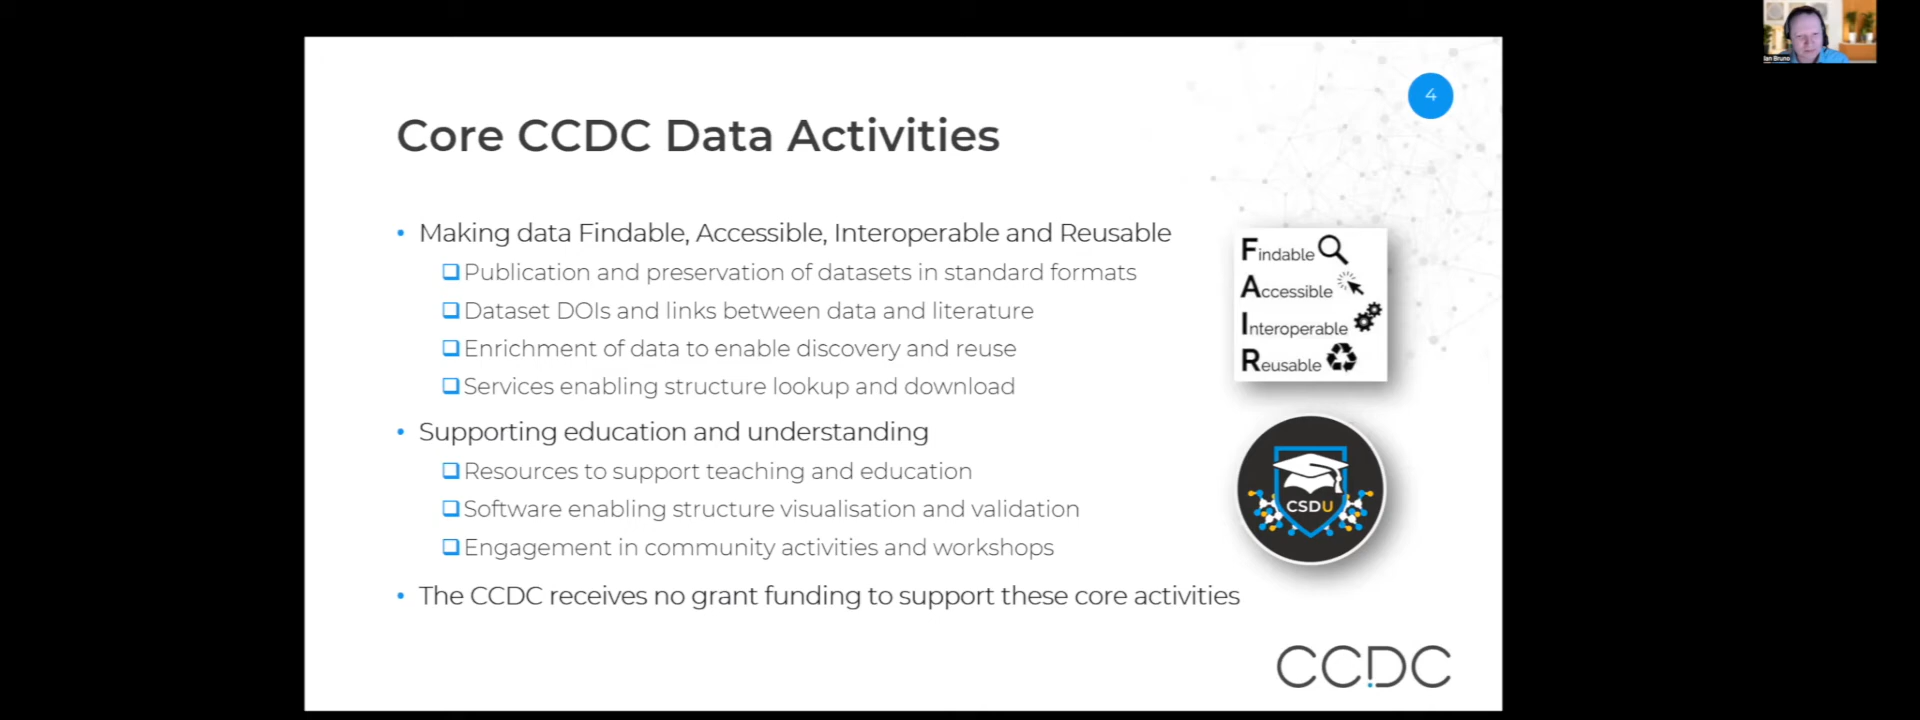 Ian Bruno
4
Core CCDC Data Activities
• Making data Findable, Accessible, Interoperable and Reusable
❑ Publication and preservation of datasets in standard formats
❑ Dataset DOIs and links between data and literature
❑ Enrichment of data to enable discovery and reuse
❑ Services enabling structure lookup and download
• Supporting education and understanding
❑ Resources to support teaching and education
❑ Software enabling structure visualisation and validation
❑ Engagement in community activities and workshops
• The CCDC receives no grant funding to support these core activities
Findable
Accessible
Interoperable
Reusable
CSDU
CCDC